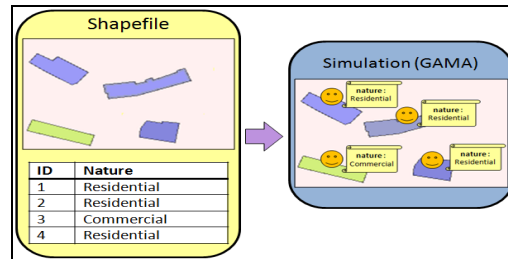 Shapefile
ID Nature
1 Residential
2 Residential
3 Commercial
4 Residential
Simulation (GAMA)
nature:
Residential
nature:
Residential
nature:
Commercial
nature:
Residential